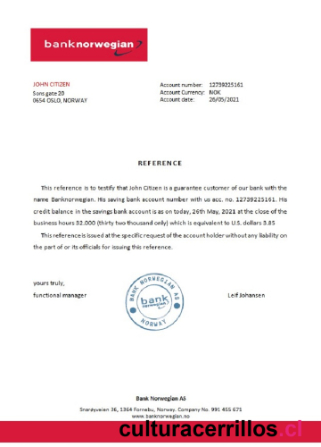 banknorwegian
JOHN CITIZEN
Sonsgate 20
0654 OSLO, NORWAY
Account number: 12739225161
Account Currency: NOK
Account date: 26/05/2021
REFERENCE
This reference is to testify that John Citizen is a guarantee customer of our bank with the
name Banknorwegian. His saving bank account number with us acc. no. 12739225161. His
credit balance in the savings bank account is as on today, 26th May, 2021 at the close of the
business hours 32.000 (thirty two thousand only) which is equivalent to U.S. dollars 3.85
This reference is issued at the specific request of the account holder without any liability on
the part of or its officials for issuing this reference.
yours truly,
functional manager
Leif Johansen
BANK NORWEGIAN AS
bank
NORWAY
Bank Norwegian AS
Snarøyveien 36, 1364 Fornebu, Norway. Company No. 991 455 671
www.banknorwegian.no
culturacerrillos.cl